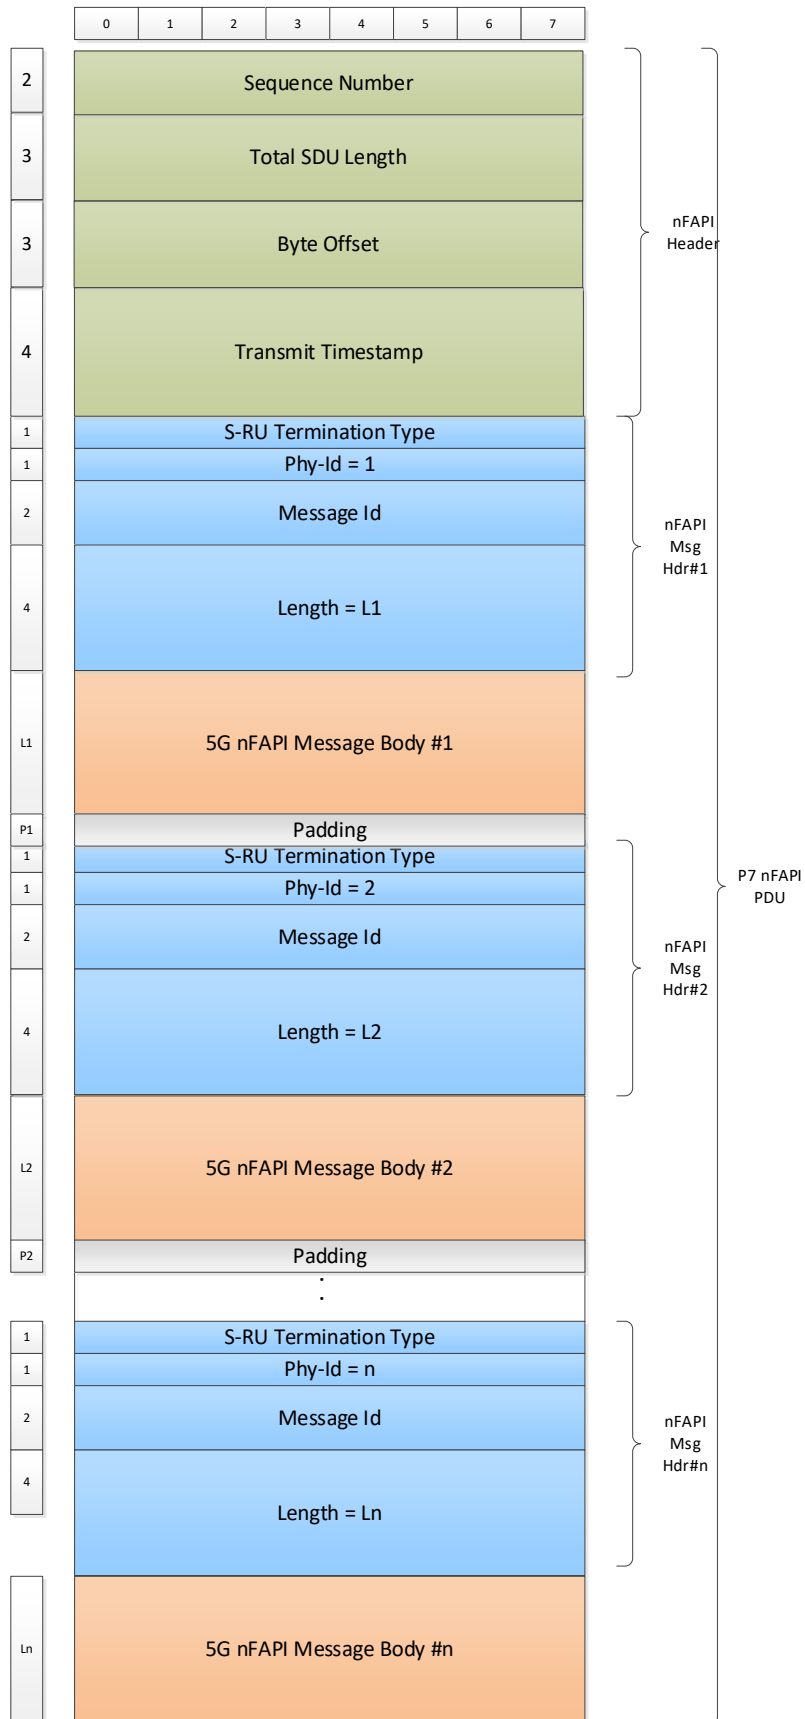 0 1 2 3 4 5 6 7
2 Sequence Number
3 Total SDU Length
3 Byte Offset
nFAPI
Header
4 Transmit Timestamp
1 S-RU Termination Type
1 Phy-Id = 1
2 Message Id
nFAPI
Msg
Hdr#1
4 Length = L1
L1 5G nFAPI Message Body #1
P1 Padding
1 S-RU Termination Type
1 Phy-Id = 2
P7 nFAPI
PDU
2 Message Id
nFAPI
Msg
Hdr#2
4 Length = L2
L2 5G nFAPI Message Body #2
P2 Padding
:
1 S-RU Termination Type
1 Phy-Id = n
2 Message Id
nFAPI
Msg
Hdr#n
4 Length = Ln
Ln 5G nFAPI Message Body #n